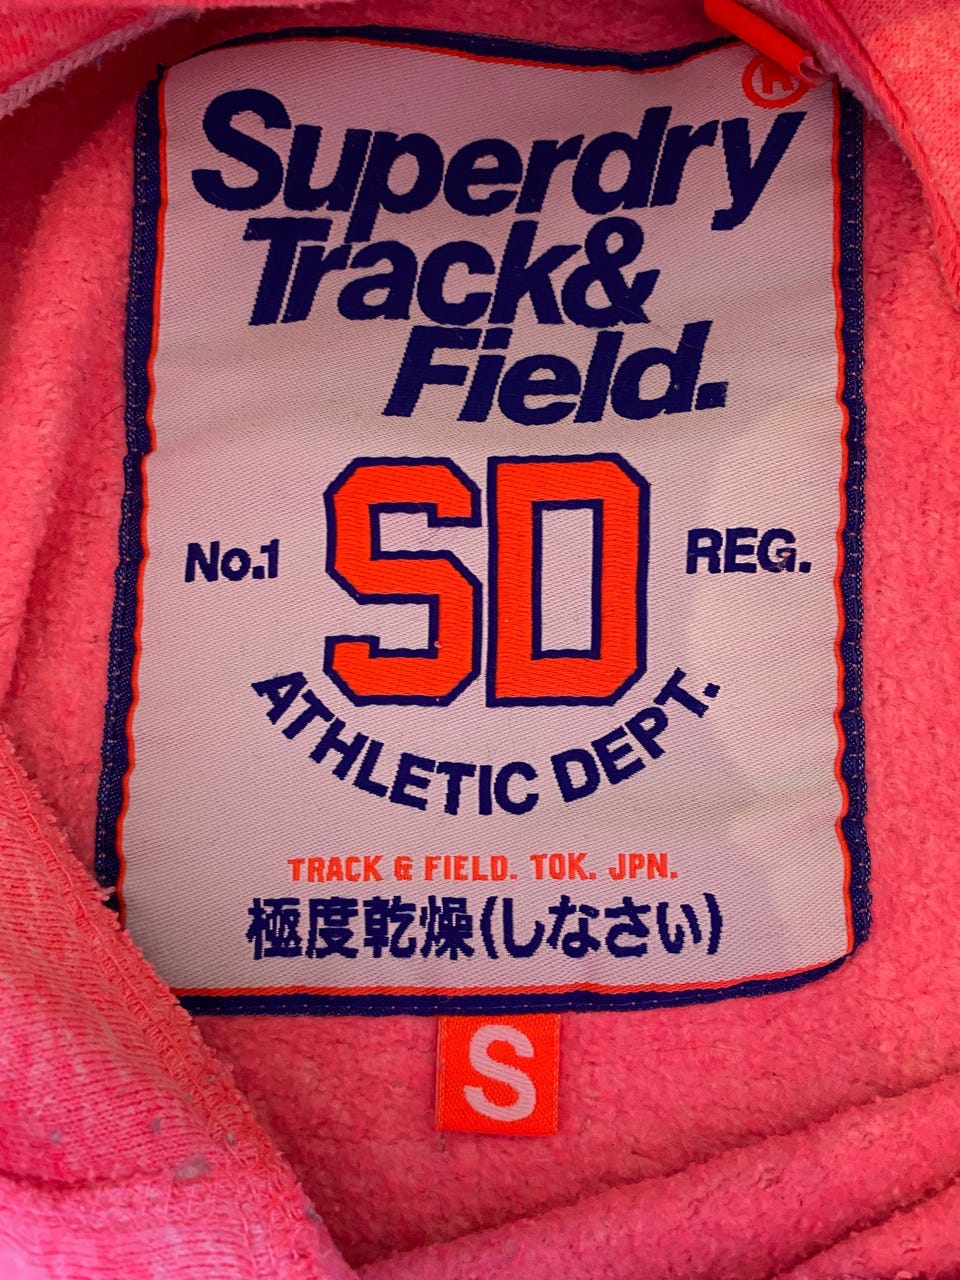 Superdry
Track&
Field.
No.1 SD REG.
ATHLETIC DEPT.
TRACK & FIELD. TOK. JPN.
極度乾燥(しなさい)
S